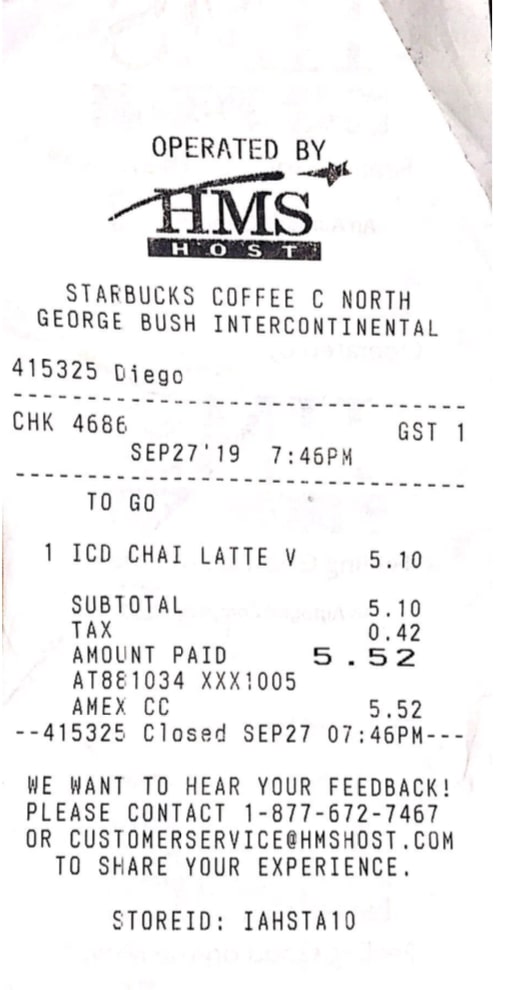 OPERATED BY
HMS
HOST
STARBUCKS COFFEE C NORTH
GEORGE BUSH INTERCONTINENTAL
415325 Diego
--------------------------------
CHK 4686 GST 1
SEP27'19 7:46PM
--------------------------------
TO GO
1 ICD CHAI LATTE V 5.10
SUBTOTAL 5.10
TAX 0.42
AMOUNT PAID 5.52
AT881034 XXX1005
AMEX CC 5.52
--415325 Closed SEP27 07:46PM---
WE WANT TO HEAR YOUR FEEDBACK!
PLEASE CONTACT 1-877-672-7467
OR CUSTOMERSERVICE@HMSHOST.COM
TO SHARE YOUR EXPERIENCE.
STOREID: IAHSTA10